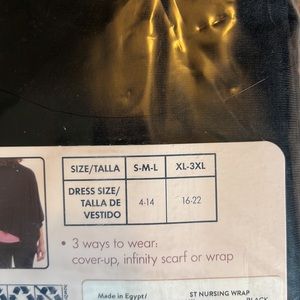 SIZE/TALLA S-M-L XL-3XL
DRESS SIZE/ 4-14 16-22
TALLA DE
VESTIDO
• 3 ways to wear:
cover-up, infinity scarf or wrap
Made in Egypt/ ST NURSING WRAP
BLACK